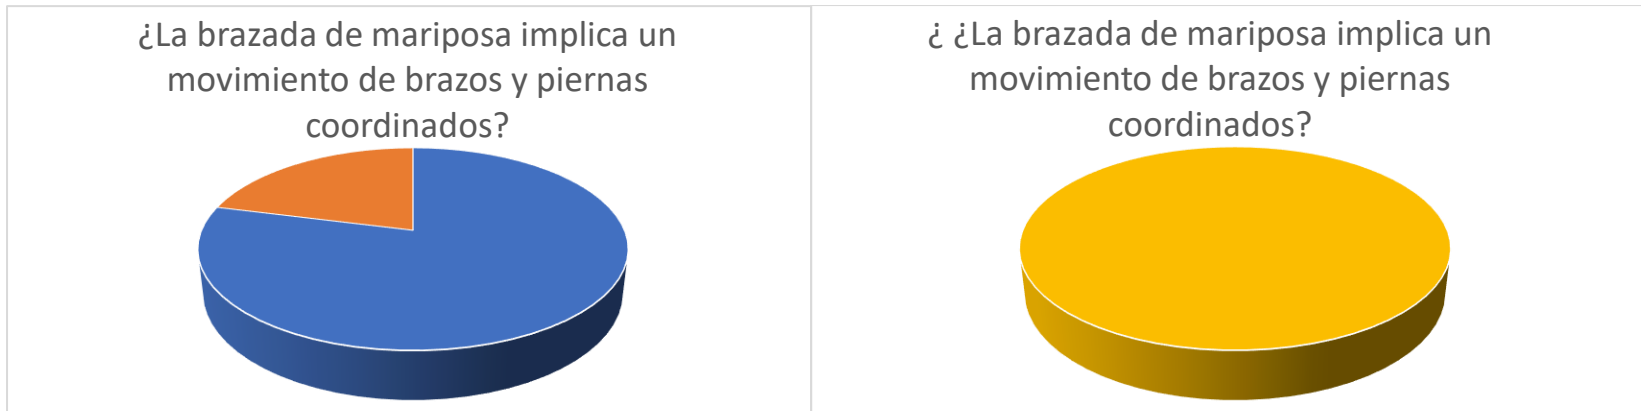 ¿La brazada de mariposa implica un
movimiento de brazos y piernas
coordinados?
¿ ¿La brazada de mariposa implica un
movimiento de brazos y piernas
coordinados?